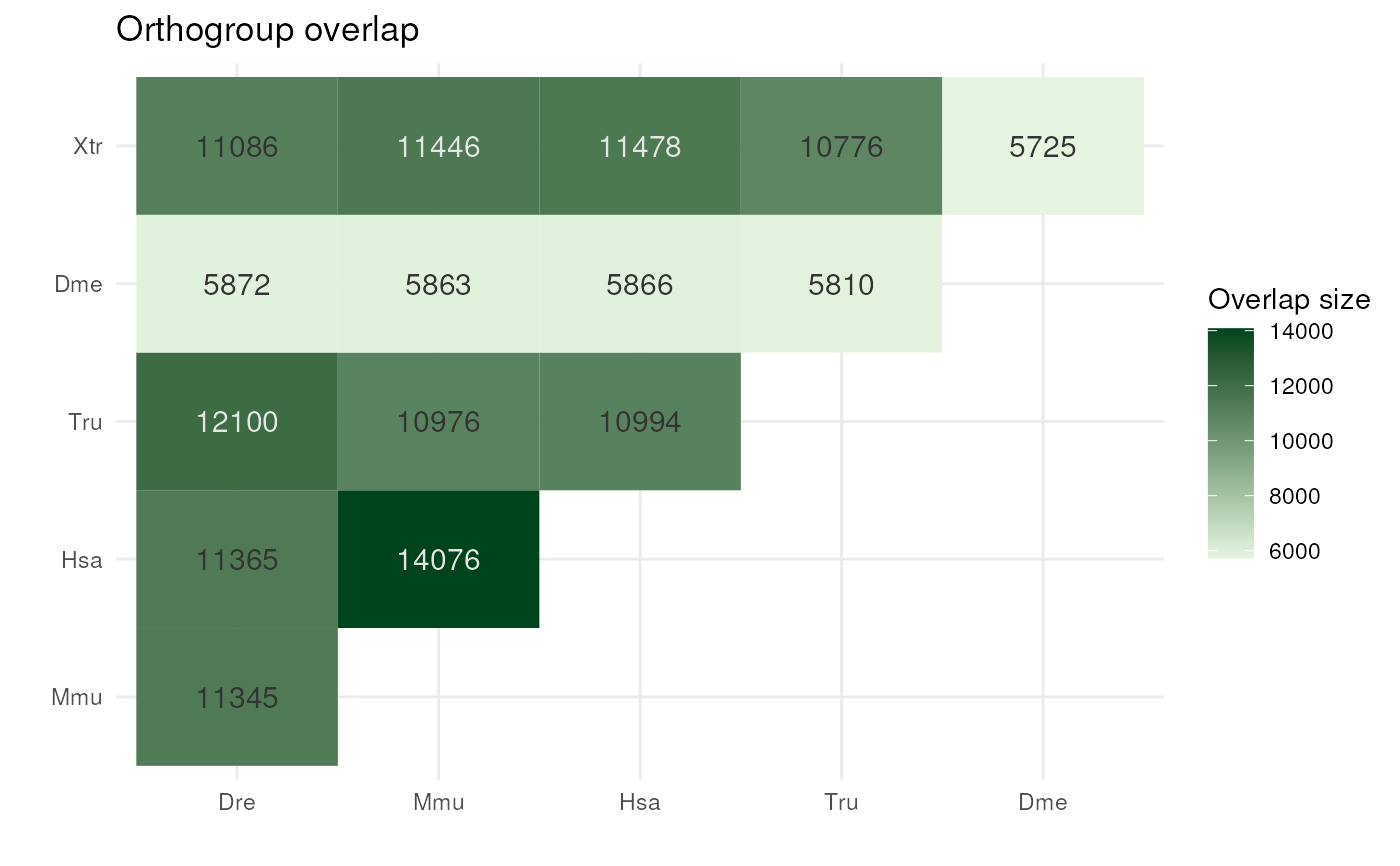 Orthogroup overlap
Xtr 11086 11446 11478 10776 5725
Dme 5872 5863 5866 5810
Tru 12100 10976 10994
Hsa 11365 14076
Mmu 11345
Dre Mmu Hsa Tru Dme
Overlap size
14000
12000
10000
8000
6000